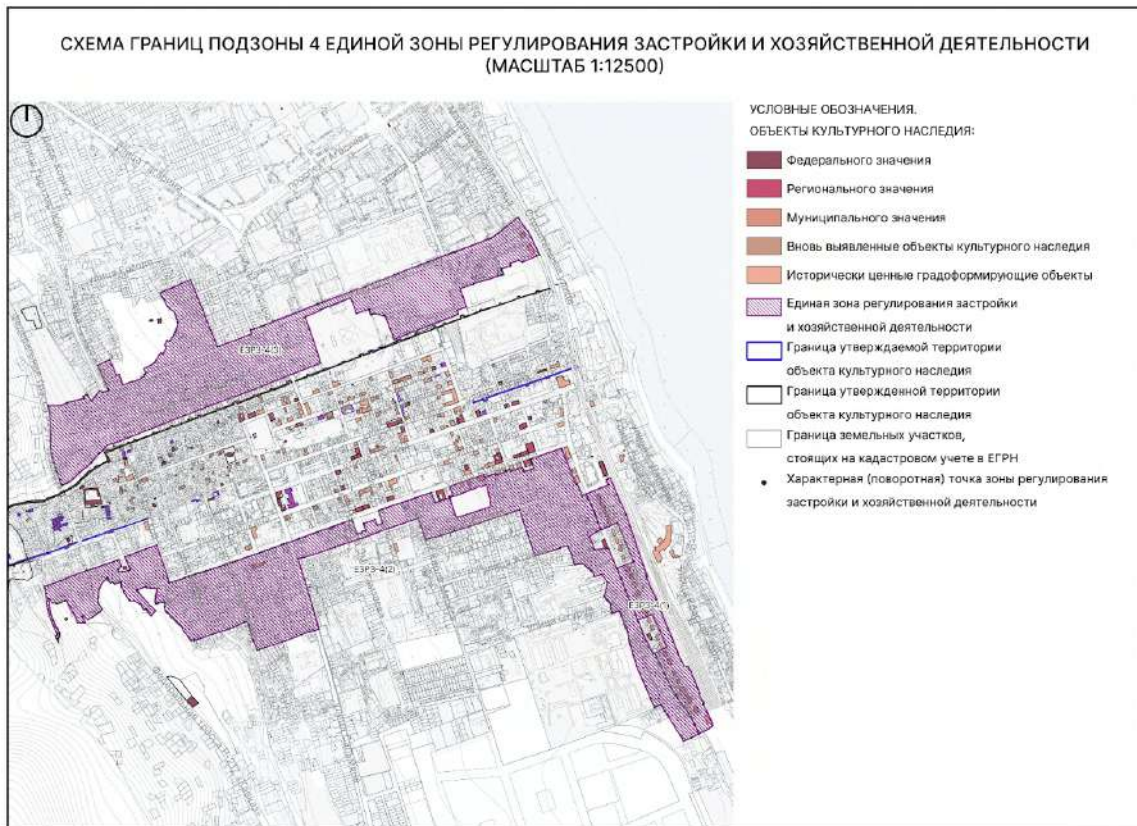 СХЕМА ГРАНИЦ ПОДЗОНЫ 4 ЕДИНОЙ ЗОНЫ РЕГУЛИРОВАНИЯ ЗАСТРОЙКИ И ХОЗЯЙСТВЕННОЙ ДЕЯТЕЛЬНОСТИ
(МАСШТАБ 1:12500)
УСЛОВНЫЕ ОБОЗНАЧЕНИЯ.
ОБЪЕКТЫ КУЛЬТУРНОГО НАСЛЕДИЯ:
Федерального значения
Регионального значения
Муниципального значения
Вновь выявленные объекты культурного наследия
Исторически ценные градоформирующие объекты
Единая зона регулирования застройки
и хозяйственной деятельности
Граница утверждаемой территории
объекта культурного наследия
Граница утвержденной территории
объекта культурного наследия
Граница земельных участков,
стоящих на кадастровом учете в ЕГРН
Характерная (поворотная) точка зоны регулирования
застройки и хозяйственной деятельности
ЕЗРЗ-4(3)
ЕЗРЗ-4(2)
ЕЗРЗ-4(1)